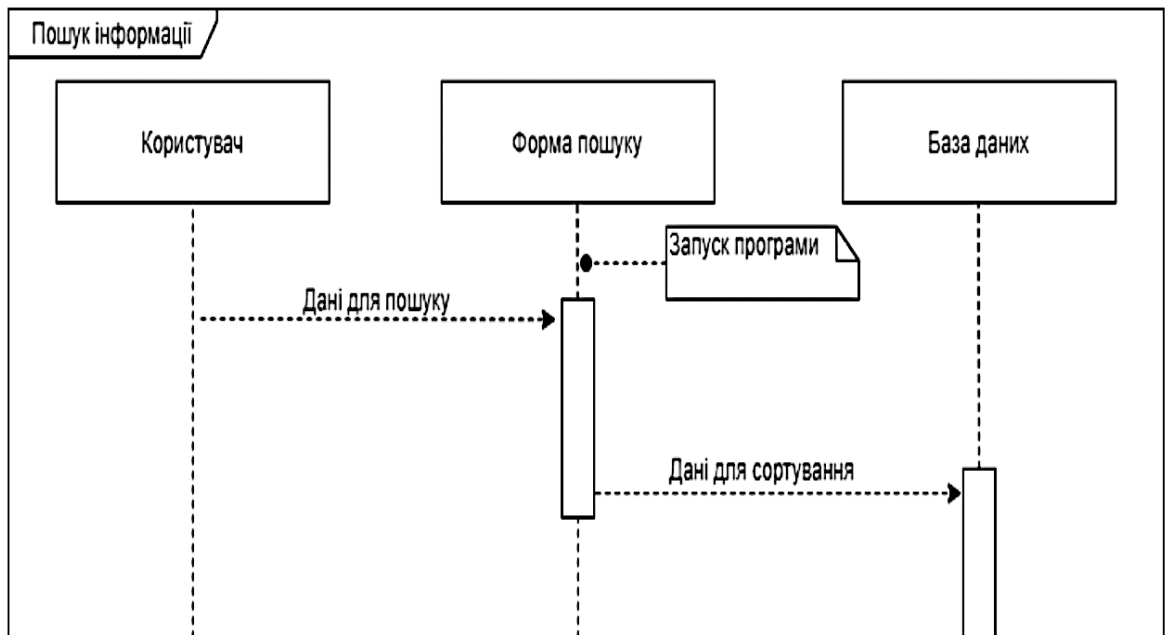 Пошук інформації
Користувач
Форма пошуку
База даних
Запуск програми
Дані для пошуку
Дані для сортування